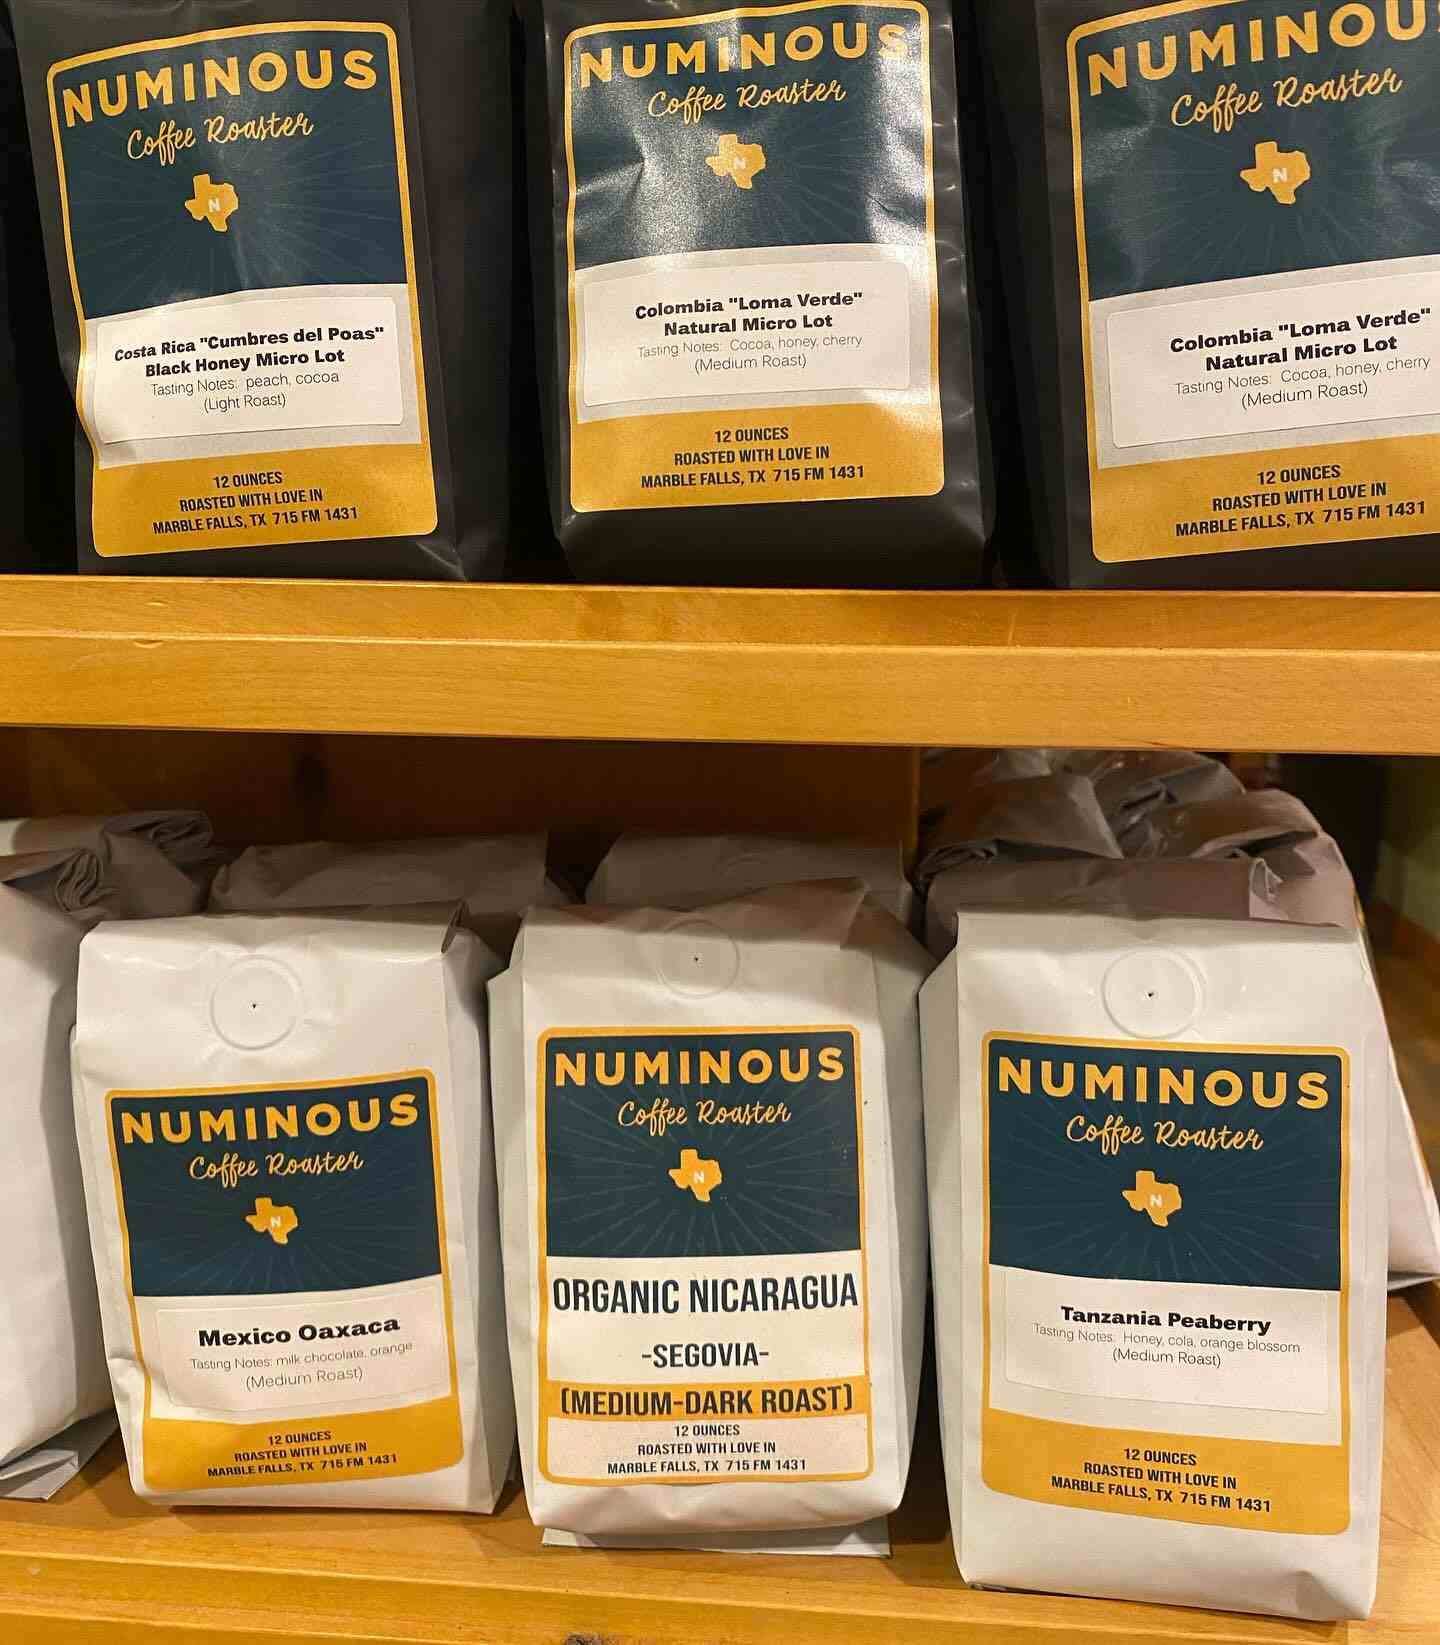 NUMINOUS
Coffee Roaster
N
Costa Rica "Cumbres del Poas"
Black Honey Micro Lot
Tasting Notes: peach, cocoa
(Light Roast)
12 OUNCES
ROASTED WITH LOVE IN
MARBLE FALLS, TX 715 FM 1431
NUMINOUS
Coffee Roaster
N
Colombia "Loma Verde"
Natural Micro Lot
Tasting Notes: Cocoa, honey, cherry
(Medium Roast)
12 OUNCES
ROASTED WITH LOVE IN
MARBLE FALLS, TX 715 FM 1431
NUMINOUS
Coffee Roaster
N
Colombia "Loma Verde"
Natural Micro Lot
Tasting Notes: Cocoa, honey, cherry
(Medium Roast)
12 OUNCES
ROASTED WITH LOVE IN
MARBLE FALLS, TX 715 FM 1431
NUMINOUS
Coffee Roaster
N
Mexico Oaxaca
Tasting Notes: milk chocolate, orange
(Medium Roast)
12 OUNCES
ROASTED WITH LOVE IN
MARBLE FALLS, TX 715 FM 1431
NUMINOUS
Coffee Roaster
N
ORGANIC NICARAGUA
-SEGOVIA-
(MEDIUM-DARK ROAST)
12 OUNCES
ROASTED WITH LOVE IN
MARBLE FALLS, TX 715 FM 1431
NUMINOUS
Coffee Roaster
N
Tanzania Peaberry
Tasting Notes: Honey, cola, orange blossom
(Medium Roast)
12 OUNCES
ROASTED WITH LOVE IN
MARBLE FALLS, TX 715 FM 1431